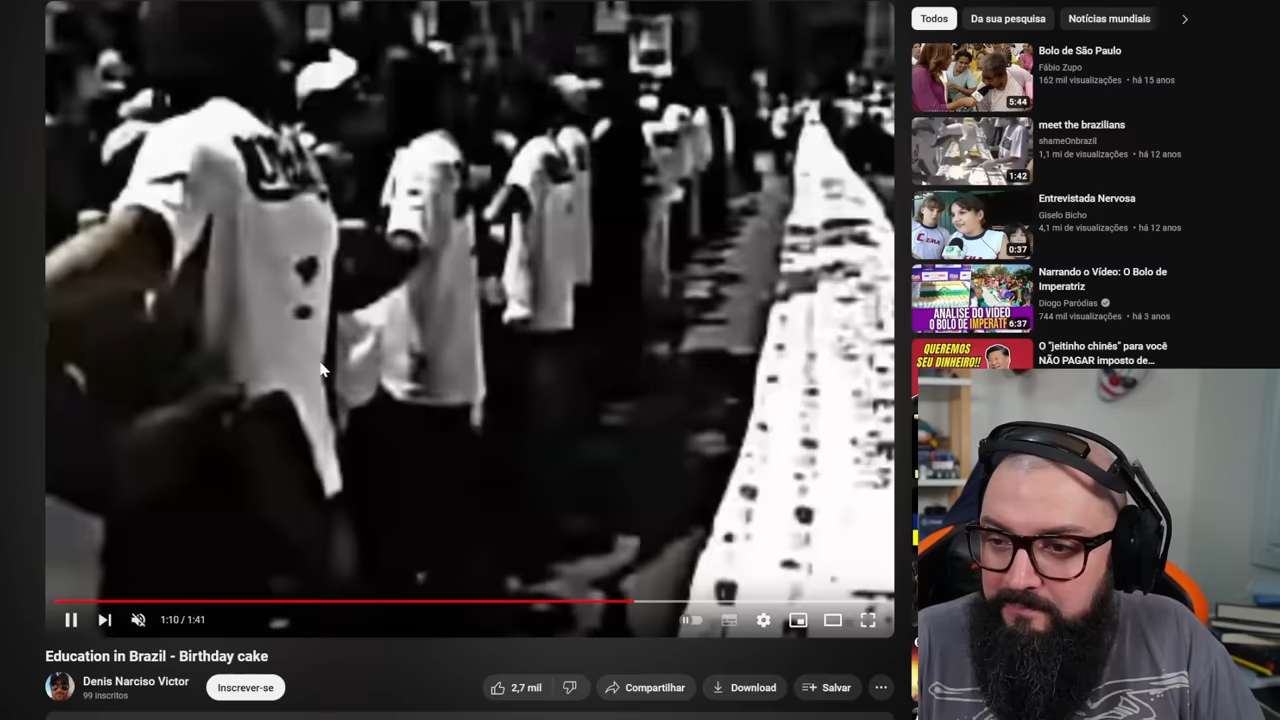 Todos
Da sua pesquisa
Notícias mundiais
Bolo de São Paulo
Fábio Zupo
162 mil visualizações • há 15 anos
5:44
meet the brazilians
shameOnbrazil
1,1 mi de visualizações • há 12 anos
1:42
Entrevistada Nervosa
Giselo Bicho
4,1 mi de visualizações • há 12 anos
0:37
Narrando o Vídeo: O Bolo de
Imperatriz
Diogo Paródias
744 mil visualizações • há 3 anos
ANÁLISE DO VIDEO
O BOLO DE IMPERATR
6:37
O "jeitinho chinês" para você
NÃO PAGAR imposto de...
QUEREMOS
SEU DINHEIRO!!
1:10 / 1:41
Education in Brazil - Birthday cake
Denis Narciso Victor
99 inscritos
Inscrever-se
2,7 mil
Compartilhar
Download
Salvar